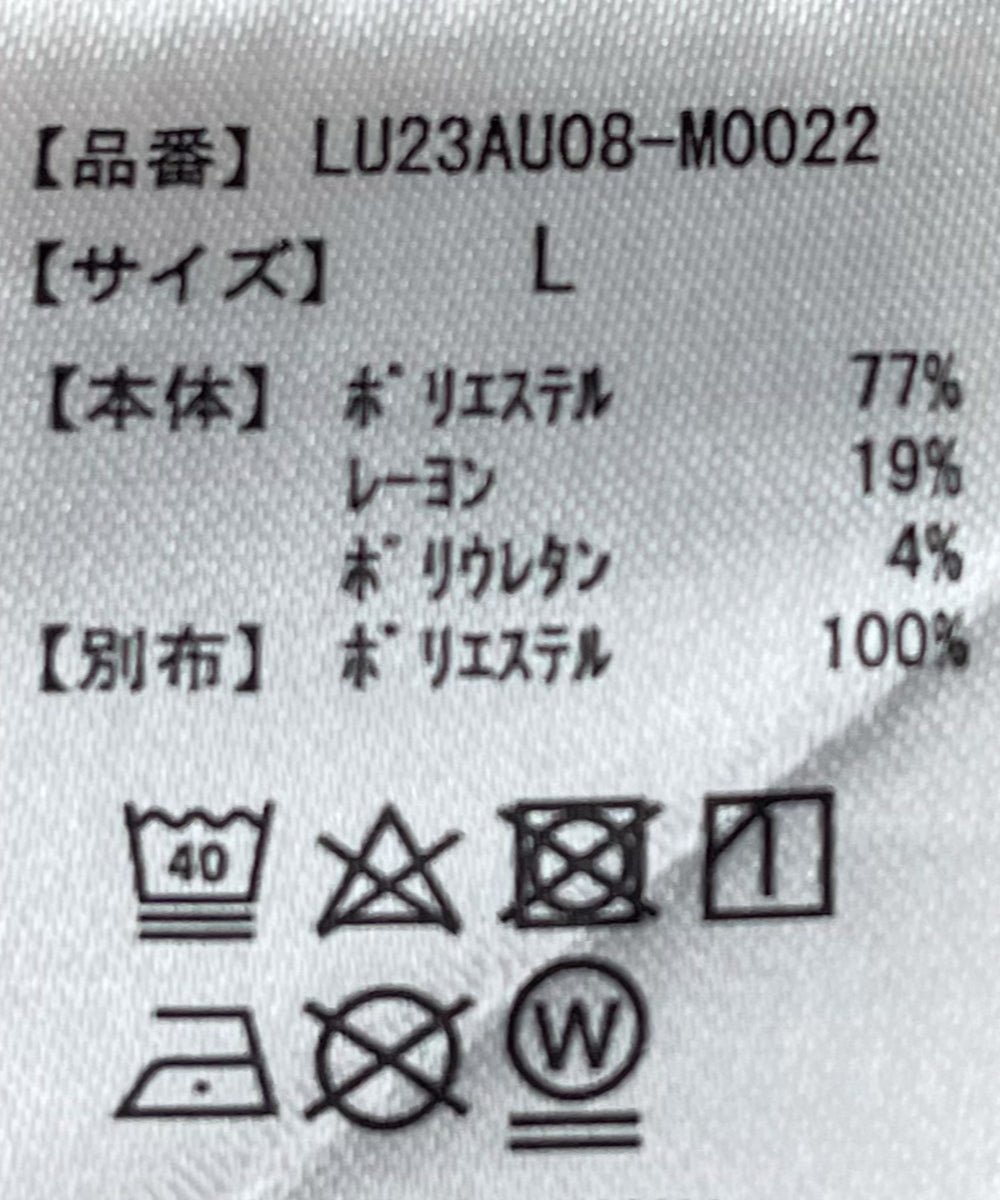 【品番】 LU23AU08-M0022
【サイズ】 L
【本体】 ポリエステル 77%
レーヨン 19%
ポリウレタン 4%
【別布】 ポリエステル 100%
40
W